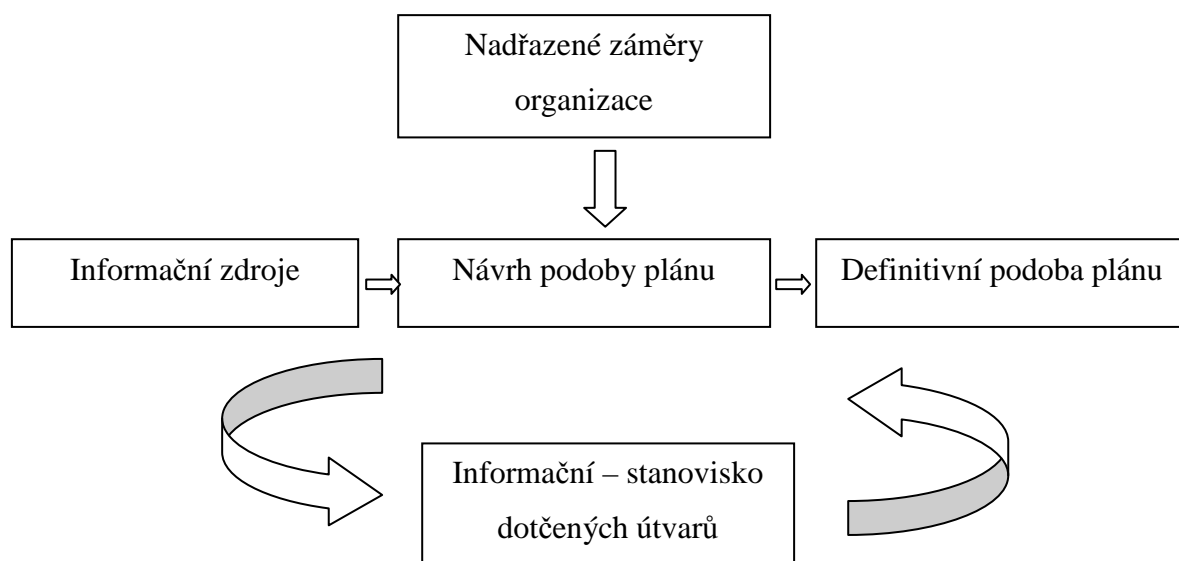 Nadřazené záměry
organizace
Informační zdroje
Návrh podoby plánu
Definitivní podoba plánu
Informační – stanovisko
dotčených útvarů